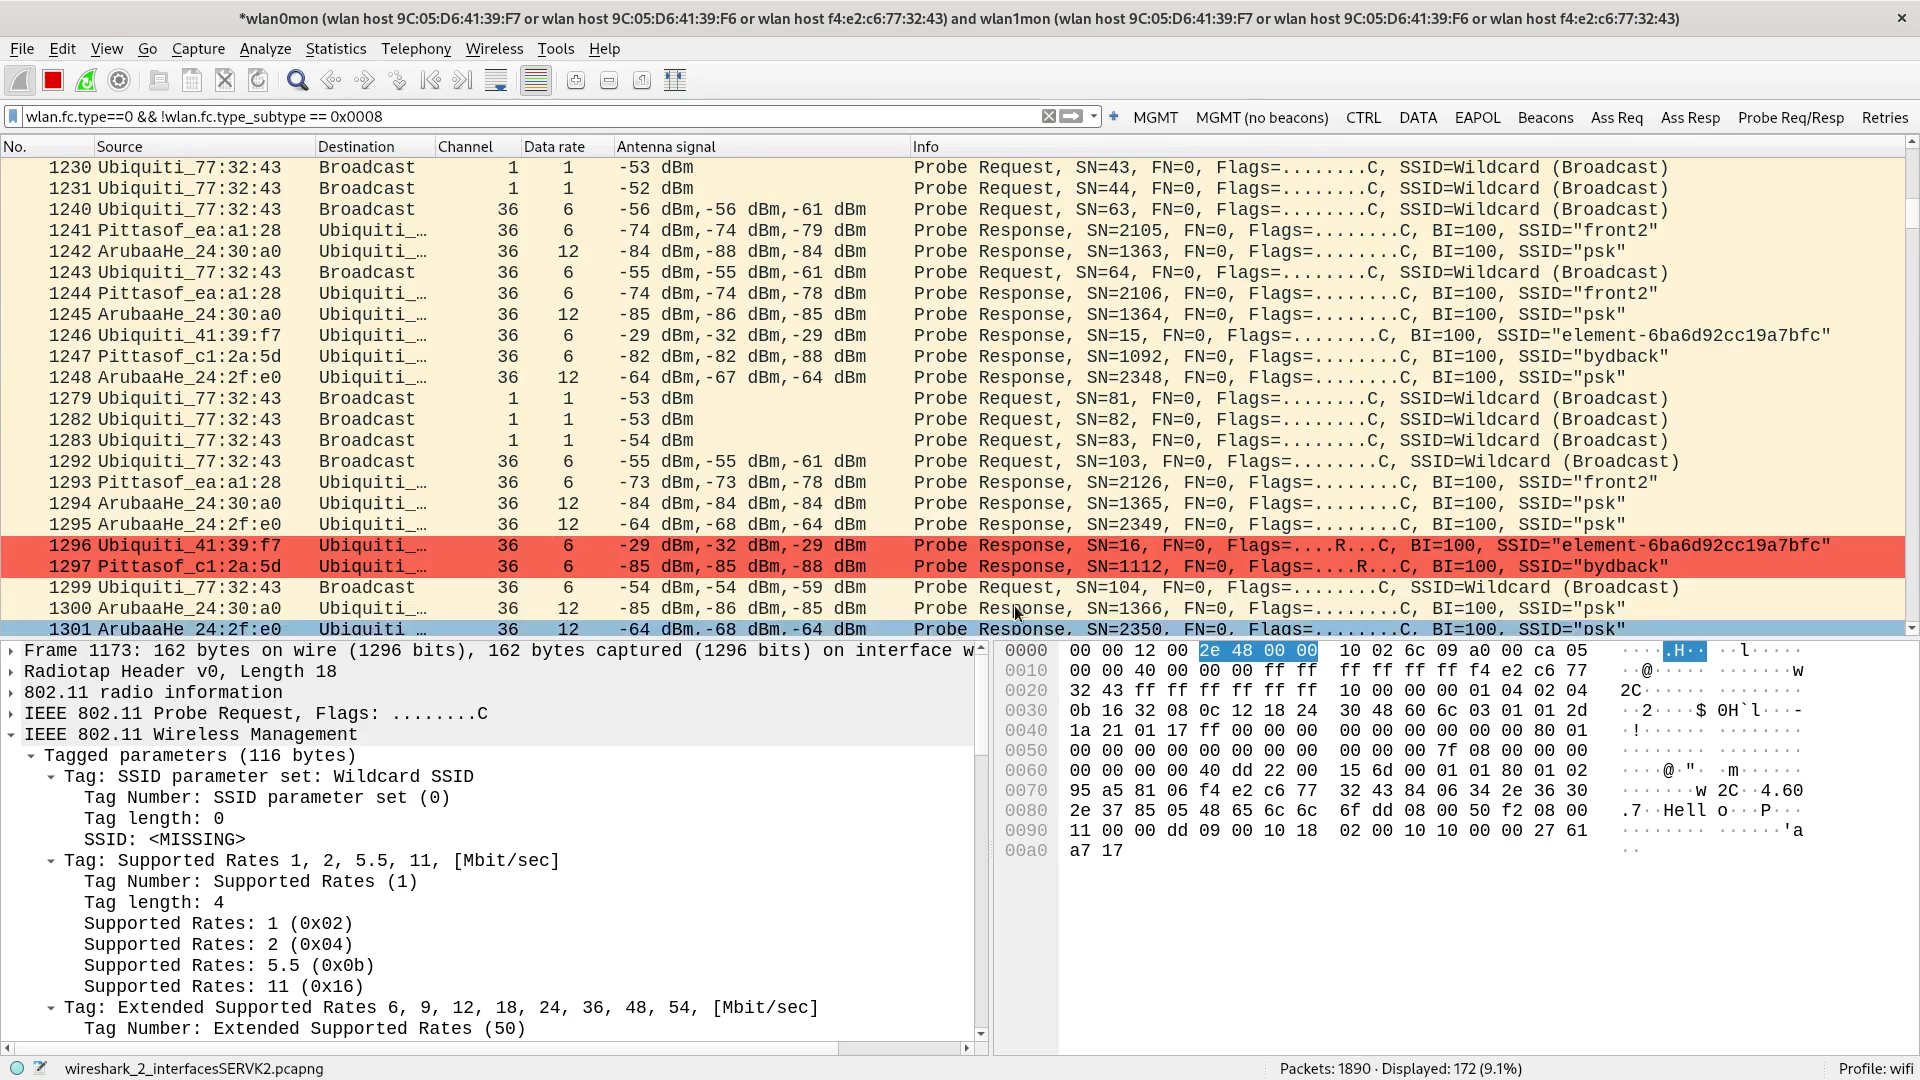 *wlan0mon (wlan host 9C:05:D6:41:39:F7 or wlan host 9C:05:D6:41:39:F6 or wlan host f4:e2:c6:77:32:43) and wlan1mon (wlan host 9C:05:D6:41:39:F7 or wlan host 9C:05:D6:41:39:F6 or wlan host f4:e2:c6:77:32:43)
File Edit View Go Capture Analyze Statistics Telephony Wireless Tools Help
wlan.fc.type==0 && !wlan.fc.type_subtype == 0x0008 MGMT MGMT (no beacons) CTRL DATA EAPOL Beacons Ass Req Ass Resp Probe Req/Resp Retries
No. Source Destination Channel Data rate Antenna signal Info
1230 Ubiquiti_77:32:43 Broadcast 1 1 -53 dBm Probe Request, SN=43, FN=0, Flags=........C, SSID=Wildcard (Broadcast)
1231 Ubiquiti_77:32:43 Broadcast 1 1 -52 dBm Probe Request, SN=44, FN=0, Flags=........C, SSID=Wildcard (Broadcast)
1240 Ubiquiti_77:32:43 Broadcast 36 6 -56 dBm,-56 dBm,-61 dBm Probe Request, SN=63, FN=0, Flags=........C, SSID=Wildcard (Broadcast)
1241 Pittasof_ea:a1:28 Ubiquiti_… 36 6 -74 dBm,-74 dBm,-79 dBm Probe Response, SN=2105, FN=0, Flags=........C, BI=100, SSID="front2"
1242 ArubaaHe_24:30:a0 Ubiquiti_… 36 12 -84 dBm,-88 dBm,-84 dBm Probe Response, SN=1363, FN=0, Flags=........C, BI=100, SSID="psk"
1243 Ubiquiti_77:32:43 Broadcast 36 6 -55 dBm,-55 dBm,-61 dBm Probe Request, SN=64, FN=0, Flags=........C, SSID=Wildcard (Broadcast)
1244 Pittasof_ea:a1:28 Ubiquiti_… 36 6 -74 dBm,-74 dBm,-78 dBm Probe Response, SN=2106, FN=0, Flags=........C, BI=100, SSID="front2"
1245 ArubaaHe_24:30:a0 Ubiquiti_… 36 12 -85 dBm,-86 dBm,-85 dBm Probe Response, SN=1364, FN=0, Flags=........C, BI=100, SSID="psk"
1246 Ubiquiti_41:39:f7 Ubiquiti_… 36 6 -29 dBm,-32 dBm,-29 dBm Probe Response, SN=15, FN=0, Flags=........C, BI=100, SSID="element-6ba6d92cc19a7bfc"
1247 Pittasof_c1:2a:5d Ubiquiti_… 36 6 -82 dBm,-82 dBm,-88 dBm Probe Response, SN=1092, FN=0, Flags=........C, BI=100, SSID="bydback"
1248 ArubaaHe_24:2f:e0 Ubiquiti_… 36 12 -64 dBm,-67 dBm,-64 dBm Probe Response, SN=2348, FN=0, Flags=........C, BI=100, SSID="psk"
1279 Ubiquiti_77:32:43 Broadcast 1 1 -53 dBm Probe Request, SN=81, FN=0, Flags=........C, SSID=Wildcard (Broadcast)
1282 Ubiquiti_77:32:43 Broadcast 1 1 -53 dBm Probe Request, SN=82, FN=0, Flags=........C, SSID=Wildcard (Broadcast)
1283 Ubiquiti_77:32:43 Broadcast 1 1 -54 dBm Probe Request, SN=83, FN=0, Flags=........C, SSID=Wildcard (Broadcast)
1292 Ubiquiti_77:32:43 Broadcast 36 6 -55 dBm,-55 dBm,-61 dBm Probe Request, SN=103, FN=0, Flags=........C, SSID=Wildcard (Broadcast)
1293 Pittasof_ea:a1:28 Ubiquiti_… 36 6 -73 dBm,-73 dBm,-78 dBm Probe Response, SN=2126, FN=0, Flags=........C, BI=100, SSID="front2"
1294 ArubaaHe_24:30:a0 Ubiquiti_… 36 12 -84 dBm,-84 dBm,-84 dBm Probe Response, SN=1365, FN=0, Flags=........C, BI=100, SSID="psk"
1295 ArubaaHe_24:2f:e0 Ubiquiti_… 36 12 -64 dBm,-68 dBm,-64 dBm Probe Response, SN=2349, FN=0, Flags=........C, BI=100, SSID="psk"
1296 Ubiquiti_41:39:f7 Ubiquiti_… 36 6 -29 dBm,-32 dBm,-29 dBm Probe Response, SN=16, FN=0, Flags=....R...C, BI=100, SSID="element-6ba6d92cc19a7bfc"
1297 Pittasof_c1:2a:5d Ubiquiti_… 36 6 -85 dBm,-85 dBm,-88 dBm Probe Response, SN=1112, FN=0, Flags=....R...C, BI=100, SSID="bydback"
1299 Ubiquiti_77:32:43 Broadcast 36 6 -54 dBm,-54 dBm,-59 dBm Probe Request, SN=104, FN=0, Flags=........C, SSID=Wildcard (Broadcast)
1300 ArubaaHe_24:30:a0 Ubiquiti_… 36 12 -85 dBm,-86 dBm,-85 dBm Probe Response, SN=1366, FN=0, Flags=........C, BI=100, SSID="psk"
1301 ArubaaHe_24:2f:e0 Ubiquiti_… 36 12 -64 dBm,-68 dBm,-64 dBm Probe Response, SN=2350, FN=0, Flags=........C, BI=100, SSID="psk"
Frame 1173: 162 bytes on wire (1296 bits), 162 bytes captured (1296 bits) on interface w
Radiotap Header v0, Length 18
802.11 radio information
IEEE 802.11 Probe Request, Flags: ........C
IEEE 802.11 Wireless Management
Tagged parameters (116 bytes)
Tag: SSID parameter set: Wildcard SSID
Tag Number: SSID parameter set (0)
Tag length: 0
SSID: <MISSING>
Tag: Supported Rates 1, 2, 5.5, 11, [Mbit/sec]
Tag Number: Supported Rates (1)
Tag length: 4
Supported Rates: 1 (0x02)
Supported Rates: 2 (0x04)
Supported Rates: 5.5 (0x0b)
Supported Rates: 11 (0x16)
Tag: Extended Supported Rates 6, 9, 12, 18, 24, 36, 48, 54, [Mbit/sec]
Tag Number: Extended Supported Rates (50)
0000 00 00 12 00 2e 48 00 00 10 02 6c 09 a0 00 ca 05 ·····.H·· ··l·····
0010 00 00 40 00 00 00 ff ff ff ff ff ff f4 e2 c6 77 ··@····· ·······w
0020 32 43 ff ff ff ff ff ff 10 00 00 00 01 04 02 04 2C······ ········
0030 0b 16 32 08 0c 12 18 24 30 48 60 6c 03 01 01 2d ··2····$ 0H`l···-
0040 1a 21 01 17 ff 00 00 00 00 00 00 00 00 00 80 01 ·!······ ········
0050 00 00 00 00 00 00 00 00 00 00 00 7f 08 00 00 00 ········ ········
0060 00 00 00 00 40 dd 22 00 15 6d 00 01 01 80 01 02 ····@·"· ·m······
0070 95 a5 81 06 f4 e2 c6 77 32 43 84 06 34 2e 36 30 ·······w 2C··4.60
0080 2e 37 85 05 48 65 6c 6c 6f dd 08 00 50 f2 08 00 .7··Hell o···P···
0090 11 00 00 dd 09 00 10 18 02 00 10 10 00 00 27 61 ········ ······'a
00a0 a7 17 ··
wireshark_2_interfacesSERVK2.pcapng Packets: 1890 · Displayed: 172 (9.1%) Profile: wifi